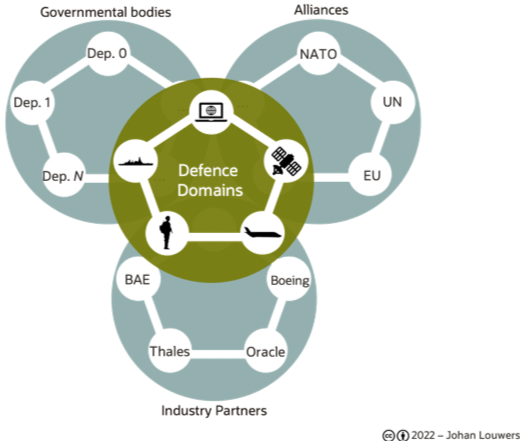 Governmental bodies
Alliances
Dep. 0
NATO
Dep. 1
UN
Dep. N
EU
Defence
Domains
BAE
Boeing
Thales
Oracle
Industry Partners
2022 – Johan Louwers